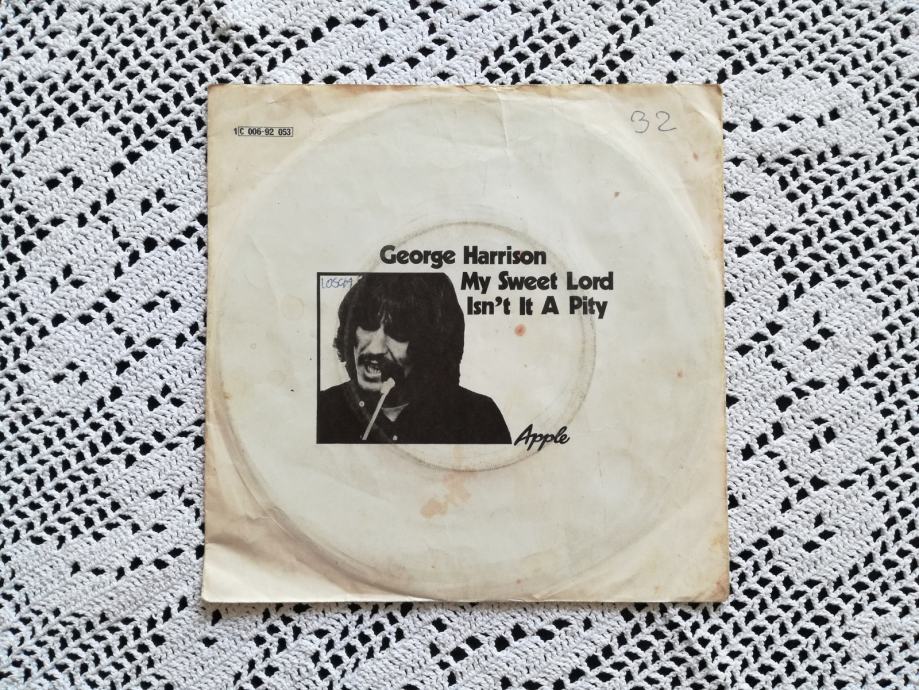 1C 006-92 053
32
George Harrison
My Sweet Lord
Isn't It A Pity
Apple